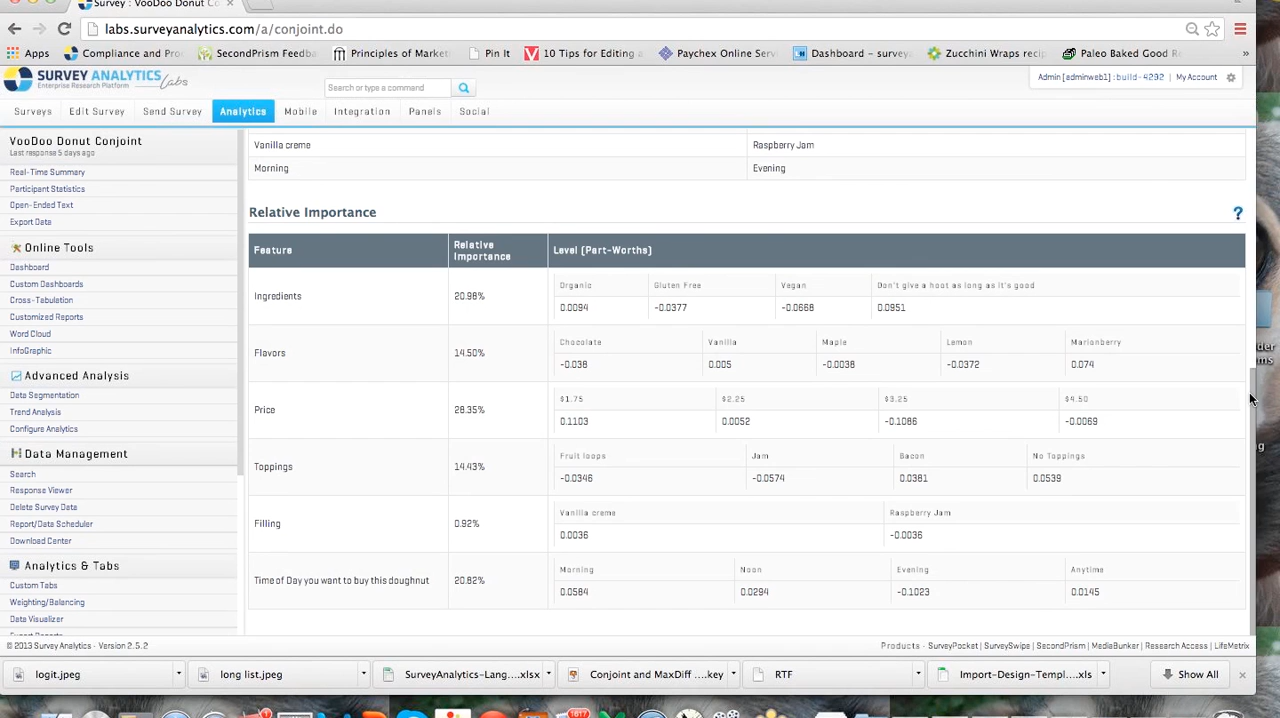 Survey : VooDoo Donut Co
labs.surveyanalytics.com/a/conjoint.do
Apps Compliance and Pro SecondPrism Feedba Principles of Market Pin It 10 Tips for Editing Paychex Online Serv Dashboard – survey Zucchini Wraps reci Paleo Baked Good R »
SURVEY ANALYTICS Labs
Enterprise Research Platform
Search or type a command
Admin [adminweb1] :build-4292 | My Account
Surveys Edit Survey Send Survey Analytics Mobile Integration Panels Social
VooDoo Donut Conjoint
Last response 5 days ago
Real-Time Summary
Participant Statistics
Open-Ended Text
Export Data
Online Tools
Dashboard
Custom Dashboards
Cross-Tabulation
Customized Reports
Word Cloud
InfoGraphic
Advanced Analysis
Data Segmentation
Trend Analysis
Configure Analytics
Data Management
Search
Response Viewer
Delete Survey Data
Report/Data Scheduler
Download Center
Analytics & Tabs
Custom Tabs
Weighting/Balancing
Data Visualizer
Vanilla creme Raspberry Jam
Morning Evening
Relative Importance ?
Feature Relative Importance Level (Part-Worths)
Organic Gluten Free Vegan Don't give a hoot as long as it's good
Ingredients 20.98%
0.0094 -0.0377 -0.0668 0.0951
Chocolate Vanilla Maple Lemon Marionberry
Flavors 14.50%
-0.038 0.005 -0.0038 -0.0372 0.074
$1.75 $2.25 $3.25 $4.50
Price 28.35%
0.1103 0.0052 -0.1086 -0.0069
Fruit loops Jam Bacon No Toppings
Toppings 14.43%
-0.0346 -0.0574 0.0381 0.0539
Vanilla creme Raspberry Jam
Filling 0.92%
0.0036 -0.0036
Morning Noon Evening Anytime
Time of Day you want to buy this doughnut 20.82%
0.0584 0.0294 -0.1023 0.0145
© 2013 SurveyAnalytics - Version 2.5.2
Products - SurveyPocket | SurveySwipe | SecondPrism | MediaBunker | Research Access | LifeMetrix
logit.jpeg long list.jpeg SurveyAnalytics-Lang....xlsx Conjoint and MaxDiff ....key RTF Import-Design-Templ....xls Show All
1617